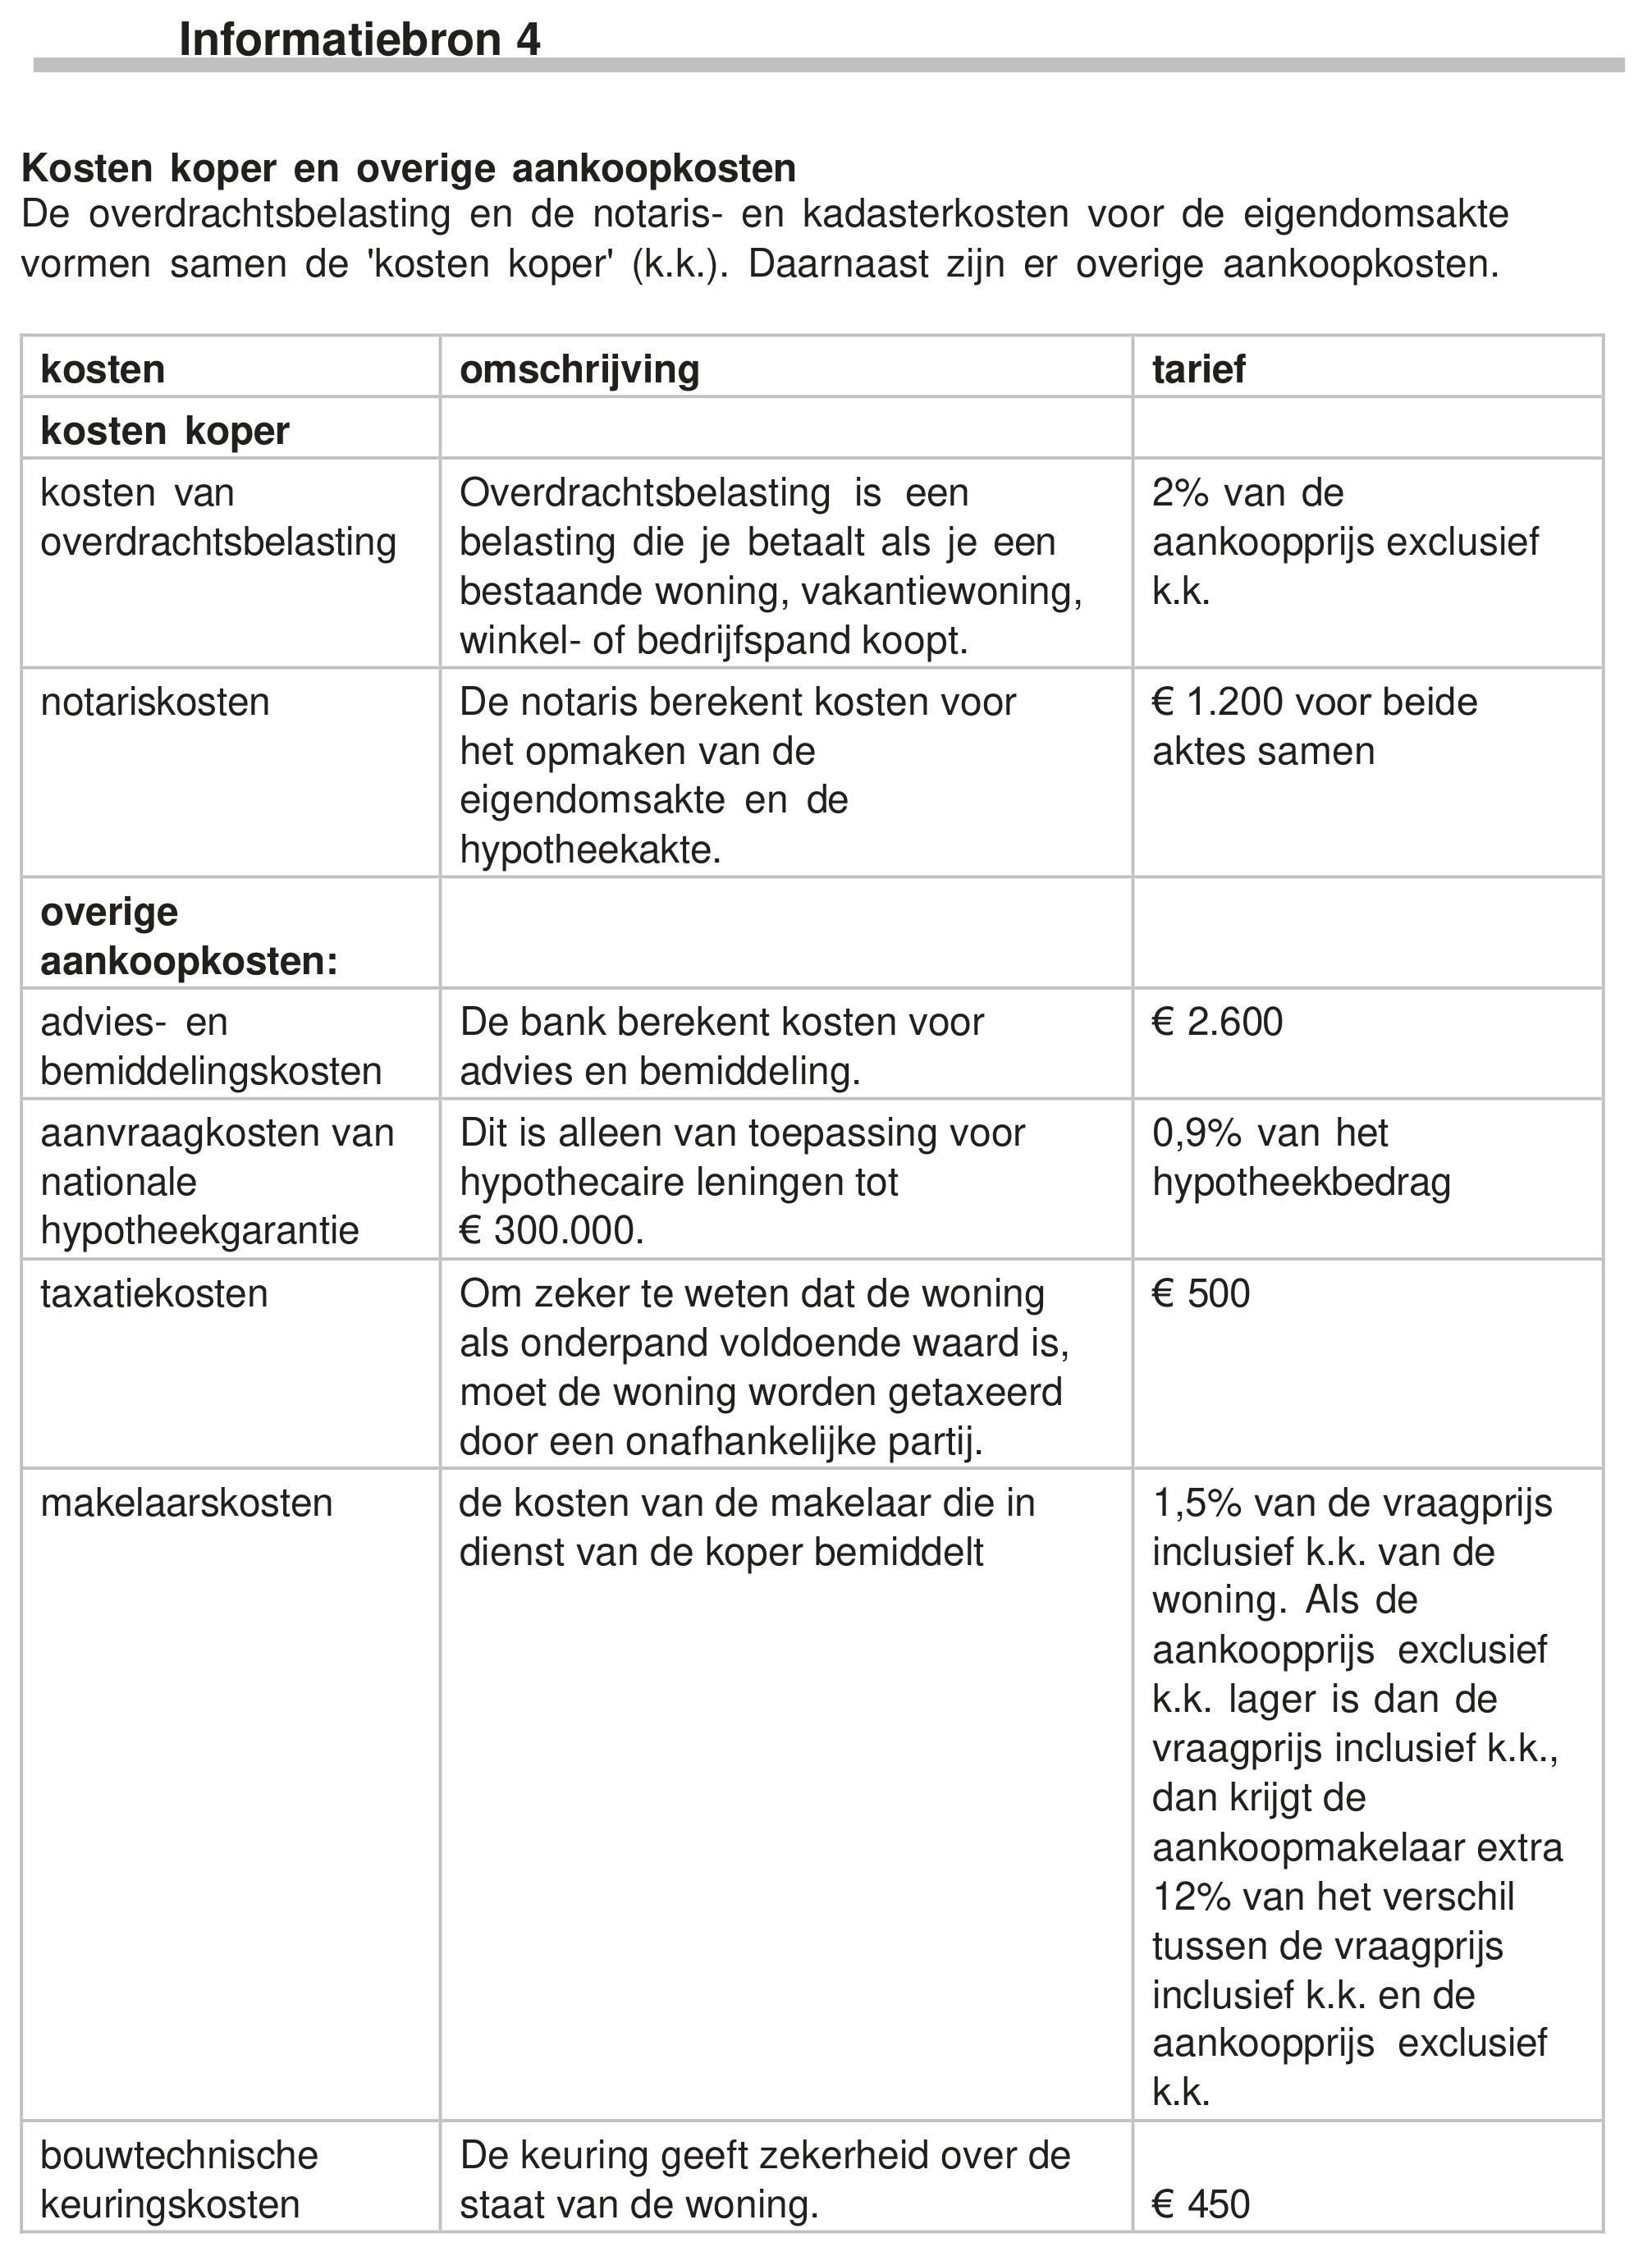 Informatiebron 4
Kosten koper en overige aankoopkosten
De overdrachtsbelasting en de notaris- en kadasterkosten voor de eigendomsakte
vormen samen de 'kosten koper' (k.k.). Daarnaast zijn er overige aankoopkosten.
kosten omschrijving tarief
kosten koper
kosten van
overdrachtsbelasting
Overdrachtsbelasting is een
belasting die je betaalt als je een
bestaande woning, vakantiewoning,
winkel- of bedrijfspand koopt.
2% van de
aankoopprijs exclusief
k.k.
notariskosten
De notaris berekent kosten voor
het opmaken van de
eigendomsakte en de
hypotheekakte.
€ 1.200 voor beide
aktes samen
overige
aankoopkosten:
advies- en
bemiddelingskosten
De bank berekent kosten voor
advies en bemiddeling.
€ 2.600
aanvraagkosten van
nationale
hypotheekgarantie
Dit is alleen van toepassing voor
hypothecaire leningen tot
€ 300.000.
0,9% van het
hypotheekbedrag
taxatiekosten
Om zeker te weten dat de woning
als onderpand voldoende waard is,
moet de woning worden getaxeerd
door een onafhankelijke partij.
€ 500
makelaarskosten
de kosten van de makelaar die in
dienst van de koper bemiddelt
1,5% van de vraagprijs
inclusief k.k. van de
woning. Als de
aankoopprijs exclusief
k.k. lager is dan de
vraagprijs inclusief k.k.,
dan krijgt de
aankoopmakelaar extra
12% van het verschil
tussen de vraagprijs
inclusief k.k. en de
aankoopprijs exclusief
k.k.
bouwtechnische
keuringskosten
De keuring geeft zekerheid over de
staat van de woning.
€ 450